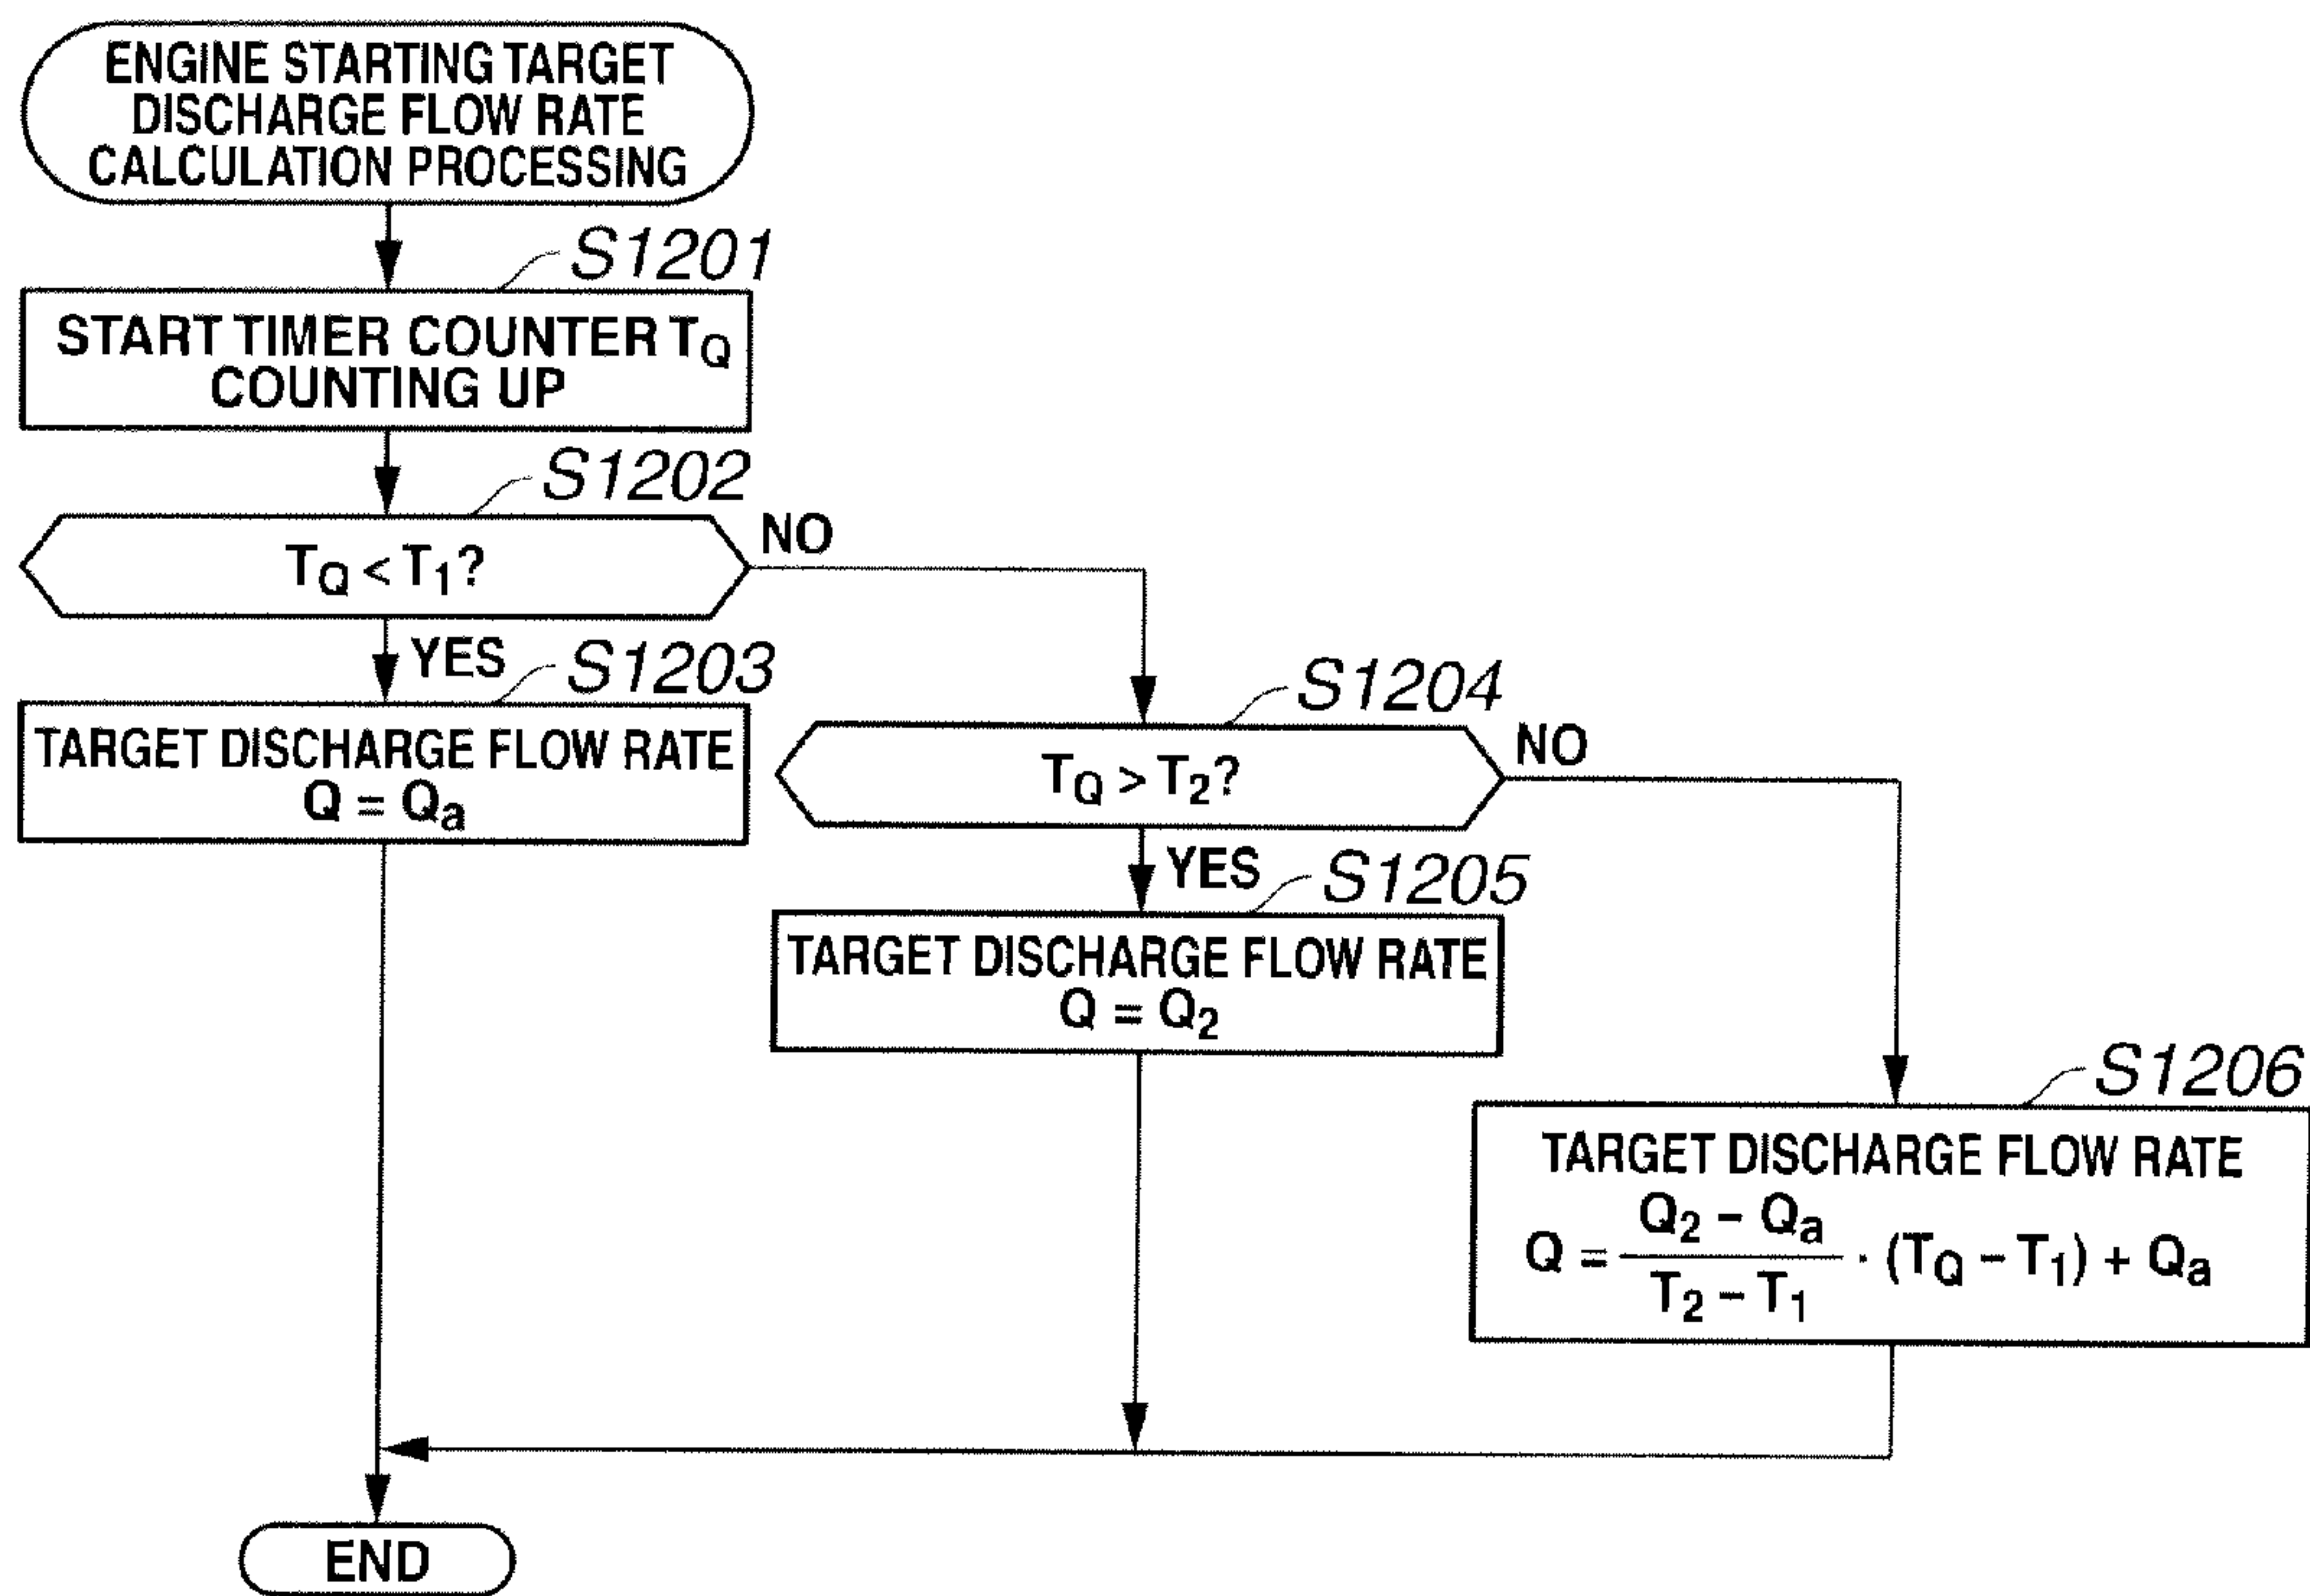 ENGINE STARTING TARGET
DISCHARGE FLOW RATE
CALCULATION PROCESSING
S1201
START TIMER COUNTER TQ
COUNTING UP
S1202
TQ < T1?
NO
YES
S1203
TARGET DISCHARGE FLOW RATE
Q = Qa
S1204
TQ > T2?
NO
YES
S1205
TARGET DISCHARGE FLOW RATE
Q = Q2
S1206
TARGET DISCHARGE FLOW RATE
Q2 – Qa
Q = ――― · (TQ – T1) + Qa
T2 – T1
END